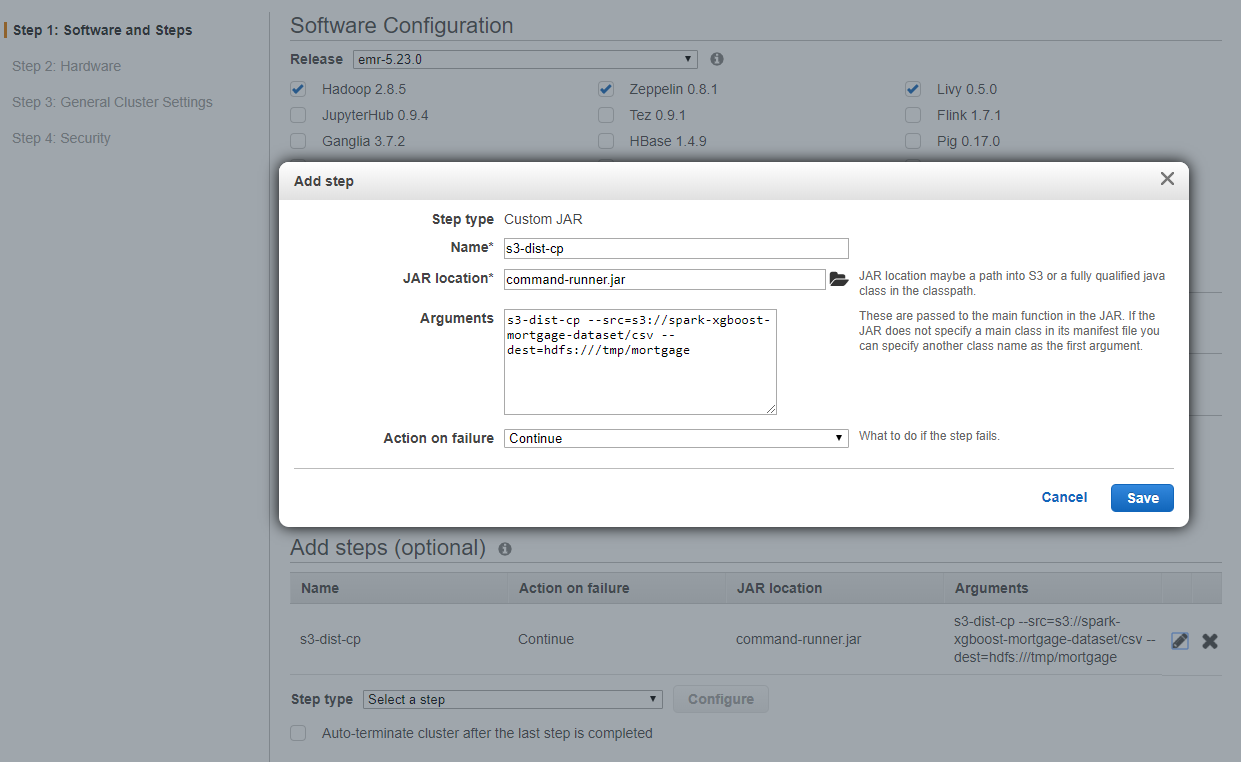 Step 1: Software and Steps
Step 2: Hardware
Step 3: General Cluster Settings
Step 4: Security
Software Configuration
Release emr-5.23.0
Hadoop 2.8.5 Zeppelin 0.8.1 Livy 0.5.0
JupyterHub 0.9.4 Tez 0.9.1 Flink 1.7.1
Ganglia 3.7.2 HBase 1.4.9 Pig 0.17.0
Add step
Step type Custom JAR
Name* s3-dist-cp
JAR location* command-runner.jar
JAR location maybe a path into S3 or a fully qualified java
class in the classpath.
Arguments
s3-dist-cp --src=s3://spark-xgboost-
mortgage-dataset/csv --
dest=hdfs:///tmp/mortgage
These are passed to the main function in the JAR. If the
JAR does not specify a main class in its manifest file you
can specify another class name as the first argument.
Action on failure Continue What to do if the step fails.
Cancel Save
Add steps (optional)
Name Action on failure JAR location Arguments
s3-dist-cp Continue command-runner.jar
s3-dist-cp --src=s3://spark-
xgboost-mortgage-dataset/csv --
dest=hdfs:///tmp/mortgage
Step type Select a step Configure
Auto-terminate cluster after the last step is completed